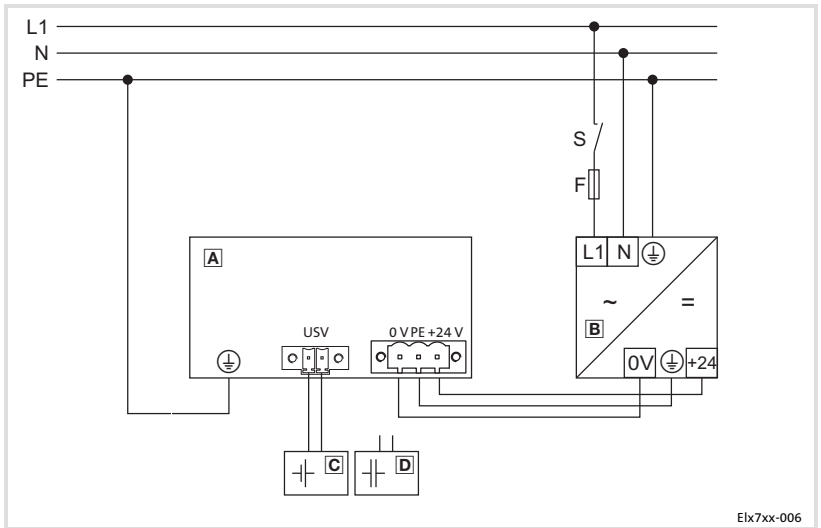 L1
N
PE
S
F
A
L1 N
~ =
B
USV
0 V PE +24 V
0V +24
C D
Elx7xx-006